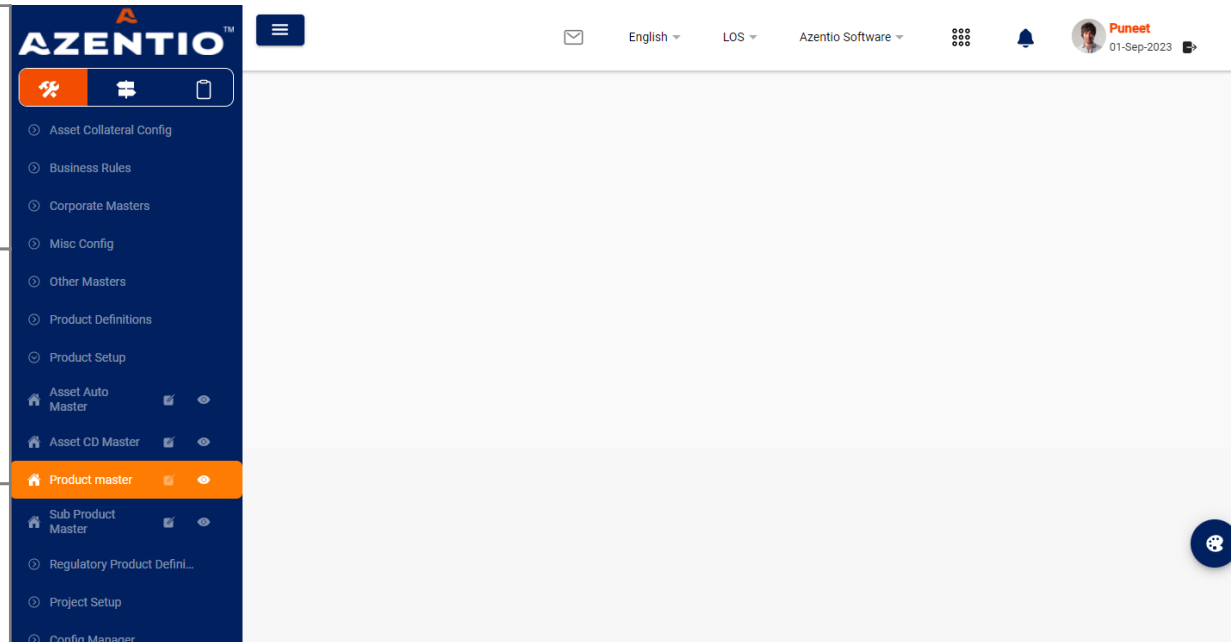 AZENTIO™
English
LOS
Azentio Software
Puneet
01-Sep-2023
Asset Collateral Config
Business Rules
Corporate Masters
Misc Config
Other Masters
Product Definitions
Product Setup
Asset Auto
Master
Asset CD Master
Product master
Sub Product
Master
Regulatory Product Defini...
Project Setup
Config Manager